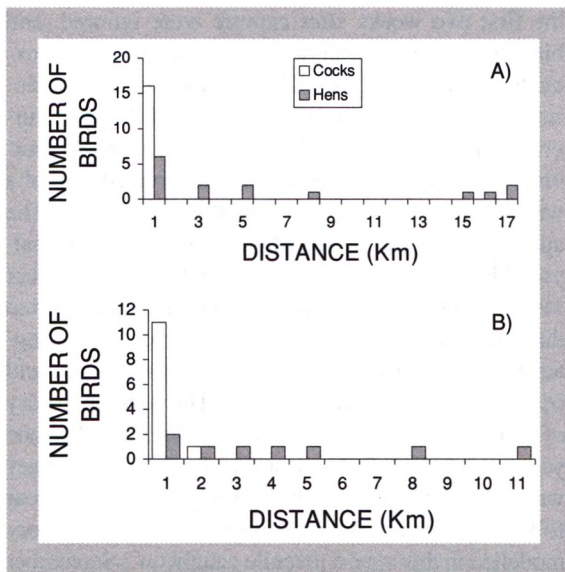 A)
Cocks
Hens
NUMBER OF
BIRDS
20
15
10
5
0
1 3 5 7 9 11 13 15 17
DISTANCE (Km)
B)
NUMBER OF
BIRDS
12
10
8
6
4
2
0
1 2 3 4 5 6 7 8 9 10 11
DISTANCE (Km)